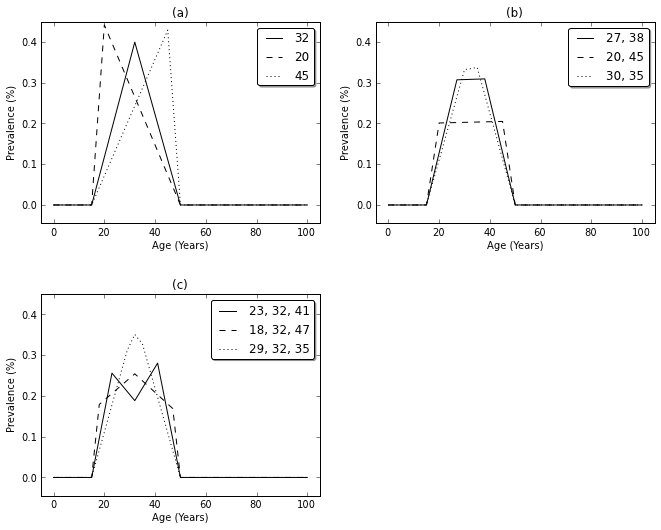 (a)
0.4
0.3
0.2
0.1
0.0
Prevalence (%)
32
20
45
0 20 40 60 80 100
Age (Years)
(b)
0.4
0.3
0.2
0.1
0.0
Prevalence (%)
27, 38
20, 45
30, 35
0 20 40 60 80 100
Age (Years)
(c)
0.4
0.3
0.2
0.1
0.0
Prevalence (%)
23, 32, 41
18, 32, 47
29, 32, 35
0 20 40 60 80 100
Age (Years)